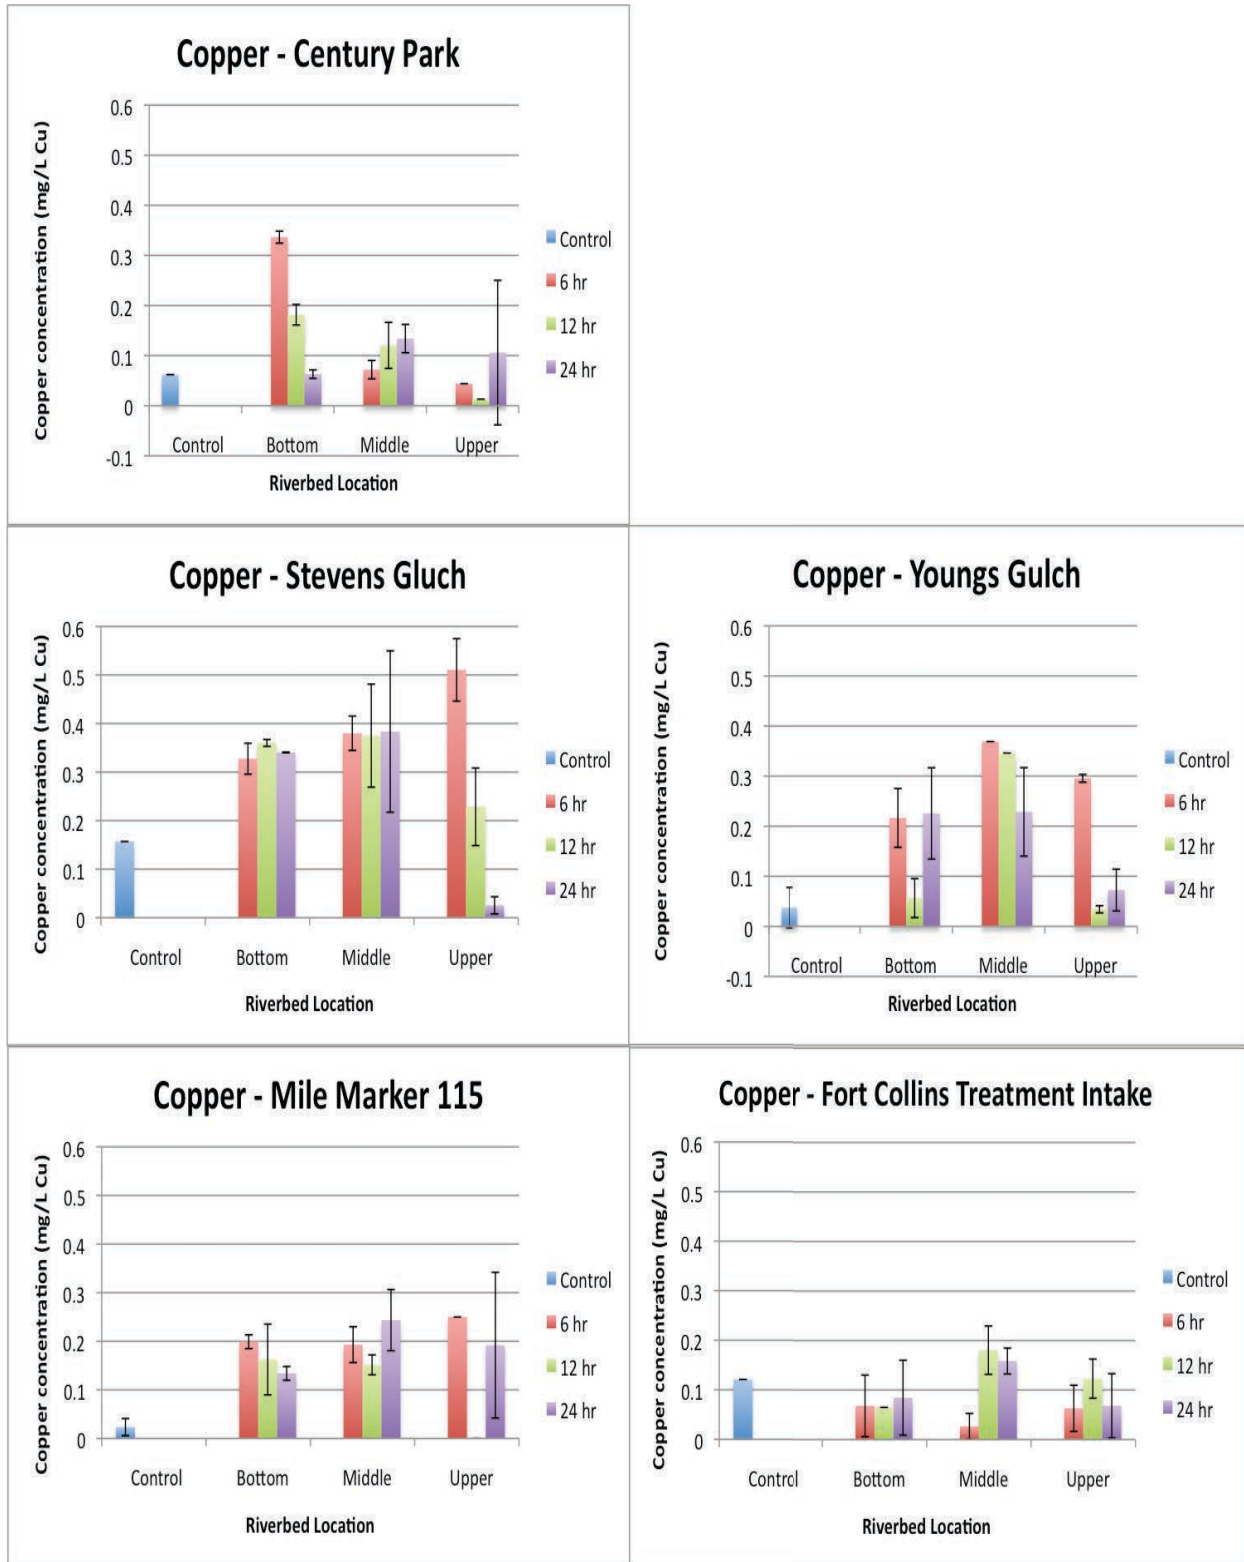 Copper - Century Park
Copper concentration (mg/L Cu)
0.6
0.5
0.4
0.3
0.2
0.1
0
-0.1
Control
Bottom
Middle
Upper
Riverbed Location
Control
6 hr
12 hr
24 hr
Copper - Stevens Gluch
Copper concentration (mg/L Cu)
0.6
0.5
0.4
0.3
0.2
0.1
0
Control
Bottom
Middle
Upper
Riverbed Location
Control
6 hr
12 hr
24 hr
Copper - Youngs Gulch
Copper concentration (mg/L Cu)
0.6
0.5
0.4
0.3
0.2
0.1
0
-0.1
Control
Bottom
Middle
Upper
Riverbed Location
Control
6 hr
12 hr
24 hr
Copper - Mile Marker 115
Copper concentration (mg/L Cu)
0.6
0.5
0.4
0.3
0.2
0.1
0
Control
Bottom
Middle
Upper
Riverbed Location
Control
6 hr
12 hr
24 hr
Copper - Fort Collins Treatment Intake
Copper concentration (mg/L Cu)
0.6
0.5
0.4
0.3
0.2
0.1
0
Control
Bottom
Middle
Upper
Riverbed Location
Control
6 hr
12 hr
24 hr